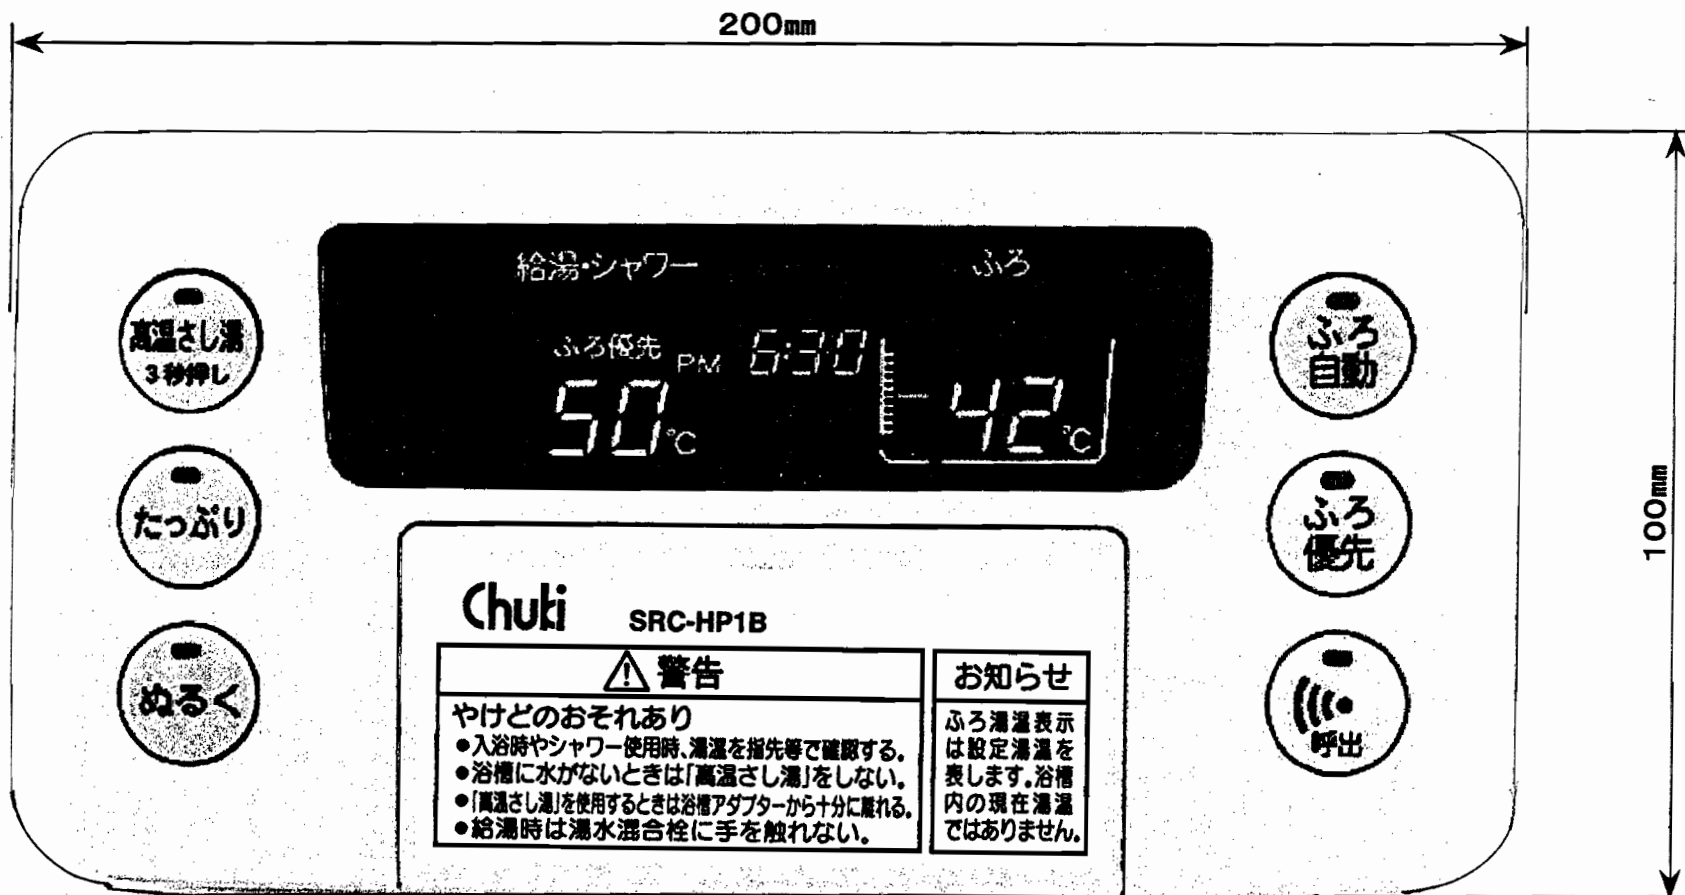 200mm
100mm
給湯・シャワー
ふろ
ふろ優先
PM 6:30
50℃
42℃
高温さし湯
3秒押し
たっぷり
ぬるく
ふろ
自動
ふろ
優先
呼出
Chuki SRC-HP1B
⚠ 警告
やけどのおそれあり
●入浴時やシャワー使用時、湯温を指先等で確認する。
●浴槽に水がないときは「高温さし湯」をしない。
●「高温さし湯」を使用するときは浴槽アダプターから十分に離れる。
●給湯時は湯水混合栓に手を触れない。
お知らせ
ふろ湯温表示
は設定湯温を
表します。浴槽
内の現在湯温
ではありません。